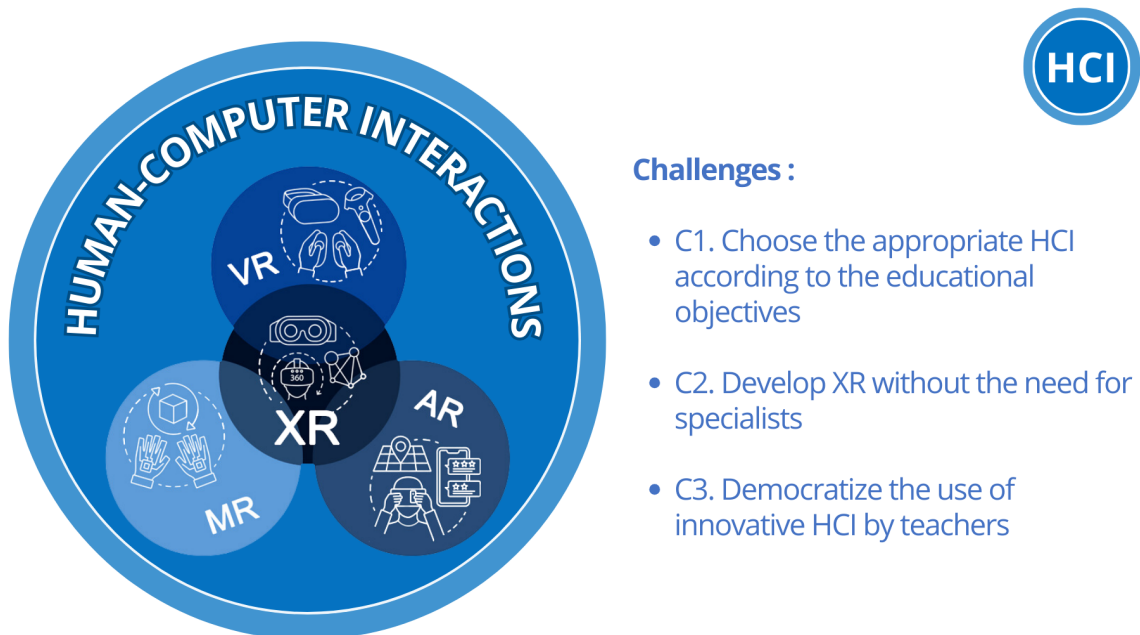 HCI
HUMAN-COMPUTER INTERACTIONS
VR
360
XR
AR
MR
Challenges :
• C1. Choose the appropriate HCI
according to the educational
objectives
• C2. Develop XR without the need for
specialists
• C3. Democratize the use of
innovative HCI by teachers